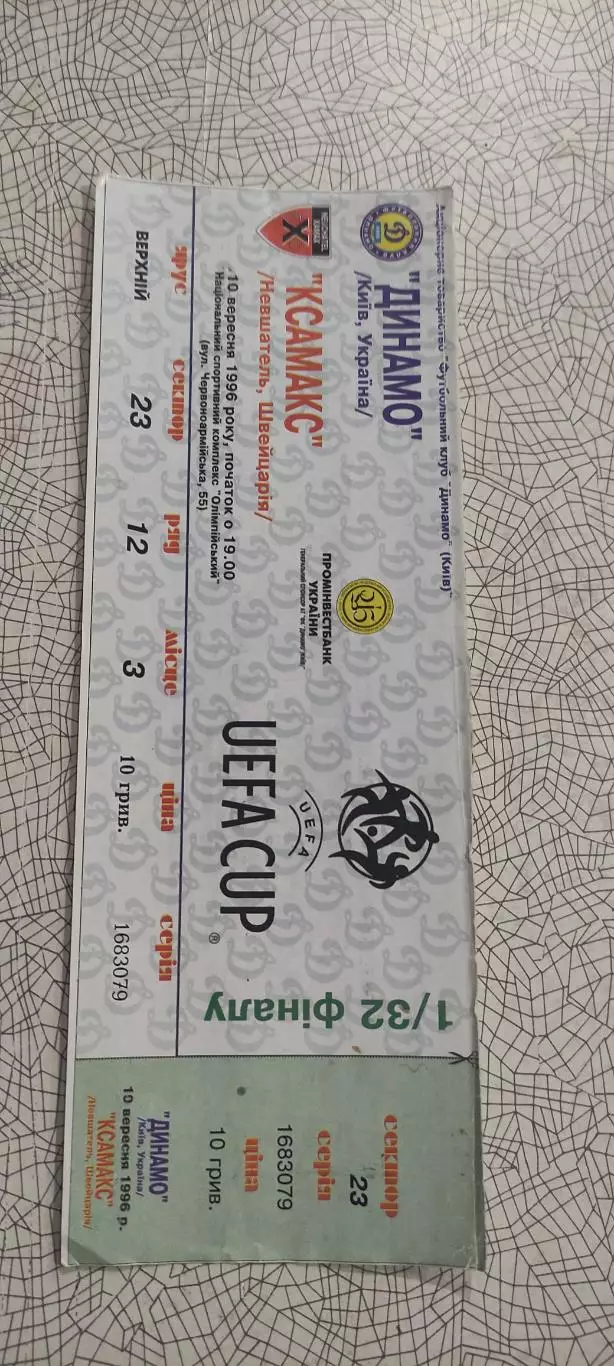 Акціонерне товариство "Футбольний клуб "Динамо" (Київ)"
"ДИНАМО"
/Київ, Україна/
NEUCHATEL
XAMAX
X
"КСАМАКС"
/Невшатель, Швейцарія/
10 вересня 1996 року, початок о 19.00
Національний спортивний комплекс "Олімпійський"
(вул. Червоноармійська, 55)
ПРОМІНВЕСТБАНК
УКРАЇНИ
UEFA
UEFA CUP ®
1/32 фіналу
ярус сектор ряд місце ціна серія
ВЕРХНІЙ 23 12 3 10 грив. 1683079
сектор
23
серія
1683079
ціна
10 грив.
"ДИНАМО"
/Київ, Україна/
"КСАМАКС"
/Невшатель, Швейцарія/
10 вересня 1996 р.